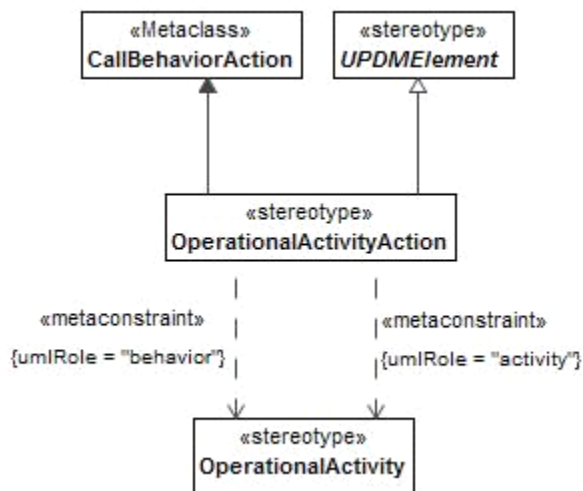 «Metaclass»
CallBehaviorAction
«stereotype»
UPDMElement
«stereotype»
OperationalActivityAction
«metaconstraint»
{umlRole = "behavior"}
«metaconstraint»
{umlRole = "activity"}
«stereotype»
OperationalActivity